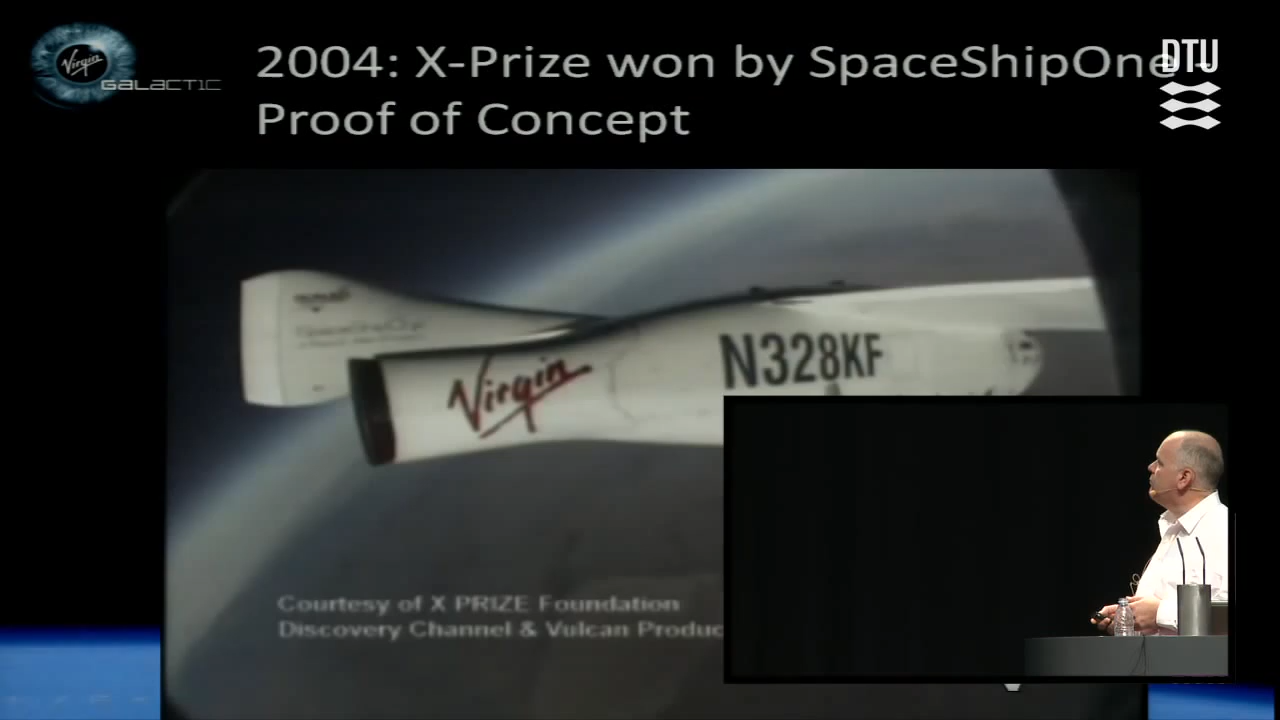 Virgin
GALACTIC
2004: X-Prize won by SpaceShipOne -
Proof of Concept
DTU
SpaceShipOne
Virgin
N328KF
Courtesy of X PRIZE Foundation
Discovery Channel & Vulcan Produc